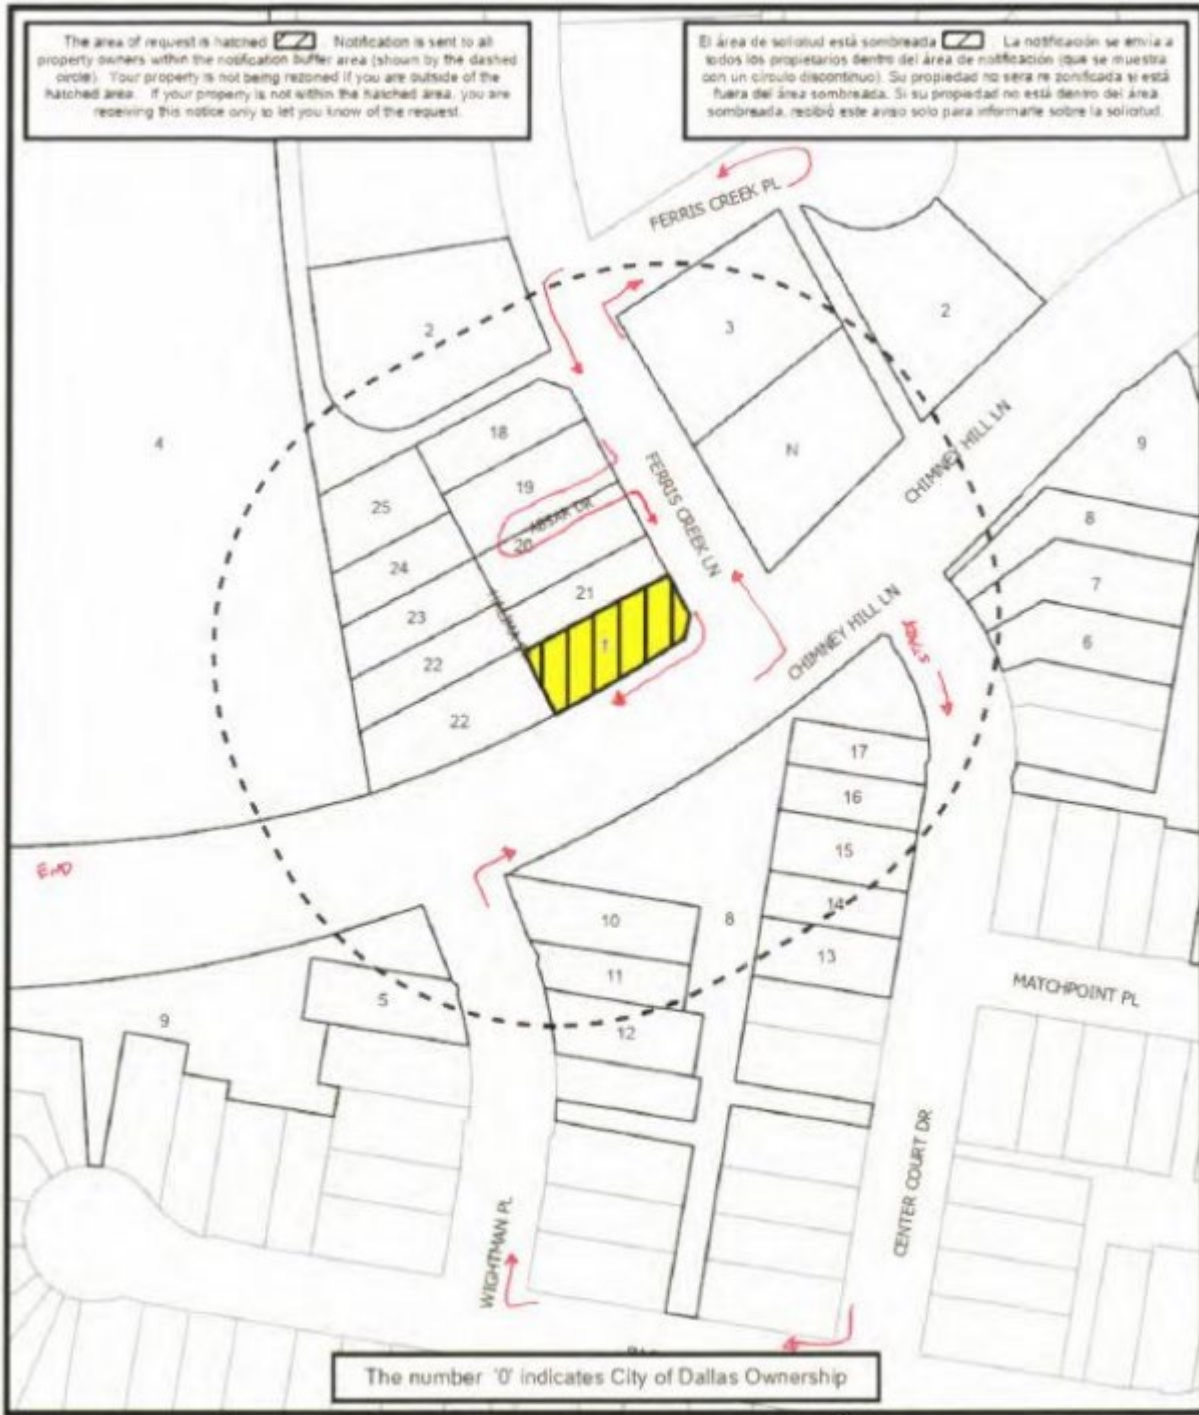 The area of request is hatched. Notification is sent to all
property owners within the notification buffer area (shown by the dashed
circle). Your property is not being rezoned if you are outside of the
hatched area. If your property is not within the hatched area, you are
receiving this notice only to let you know of the request.
El área de solicitud está sombreada. La notificación se envía a
todos los propietarios dentro del área de notificación (que se muestra
con un círculo discontinuo). Su propiedad no sera re zonificada si está
fuera del área sombreada. Si su propiedad no está dentro del área
sombreada, recibió este aviso solo para informarle sobre la solicitud.
FERRIS CREEK PL
2
3
2
4
N
18
19
25
ABSAR DR
20
24
FERRIS CREEK LN
CHIMNEY HILL LN
9
8
7
6
23
21
1
22
22
CHIMNEY HILL LN
START
17
16
15
14
13
END
10
8
11
12
5
9
MATCHPOINT PL
WIGHTMAN PL
CENTER COURT DR
The number '0' indicates City of Dallas Ownership